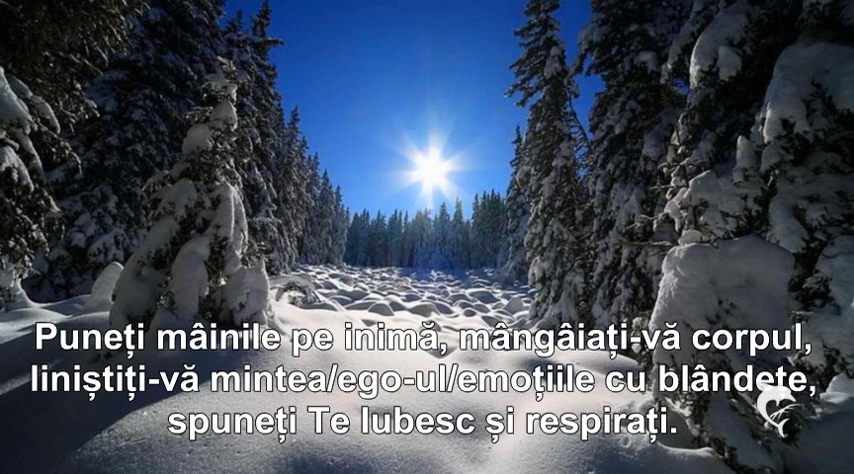 Puneți mâinile pe inimă, mângâiați-vă corpul,
liniștiți-vă mintea/ego-ul/emoțiile cu blândețe,
spuneți Te Iubesc și respirați.